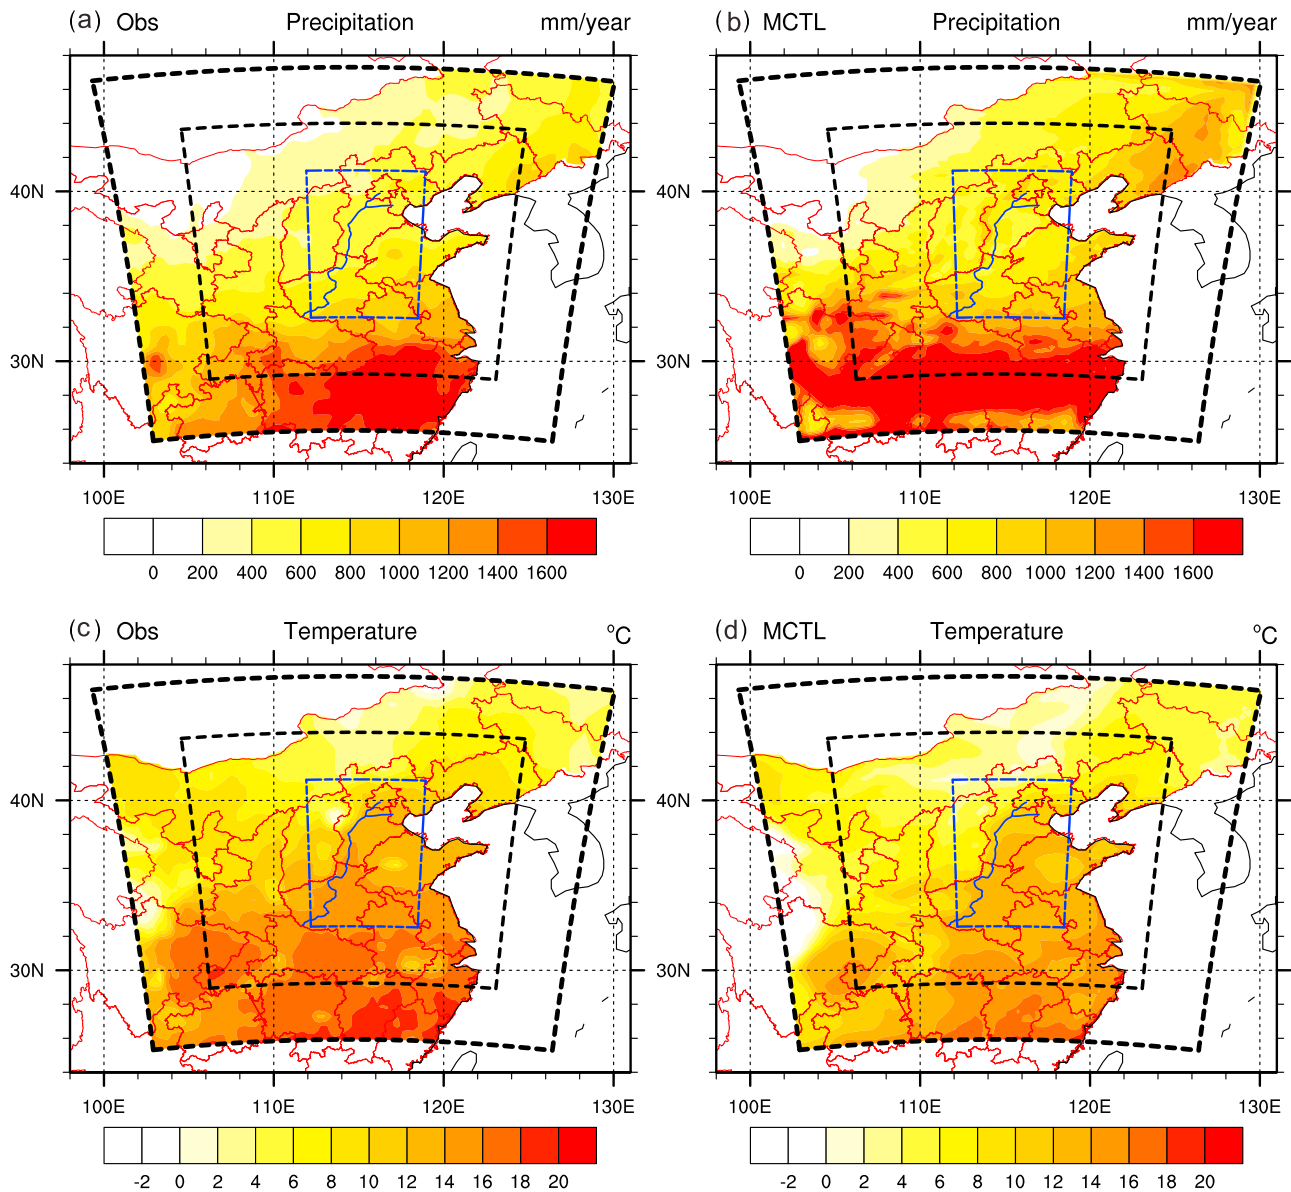 (a) Obs Precipitation mm/year
(b) MCTL Precipitation mm/year
40N
40N
30N
30N
100E 110E 120E 130E
100E 110E 120E 130E
0 200 400 600 800 1000 1200 1400 1600
0 200 400 600 800 1000 1200 1400 1600
(c) Obs Temperature °C
(d) MCTL Temperature °C
40N
40N
30N
30N
100E 110E 120E 130E
100E 110E 120E 130E
-2 0 2 4 6 8 10 12 14 16 18 20
-2 0 2 4 6 8 10 12 14 16 18 20